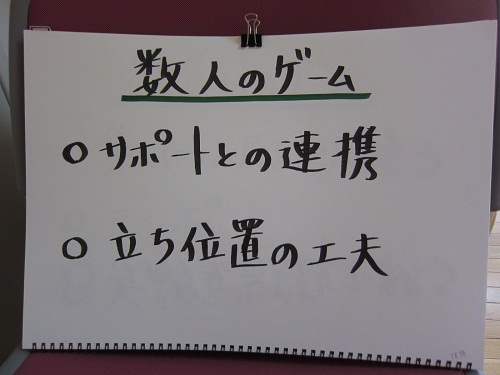 数人のゲーム
○サポートとの連携
○立ち位置の工夫